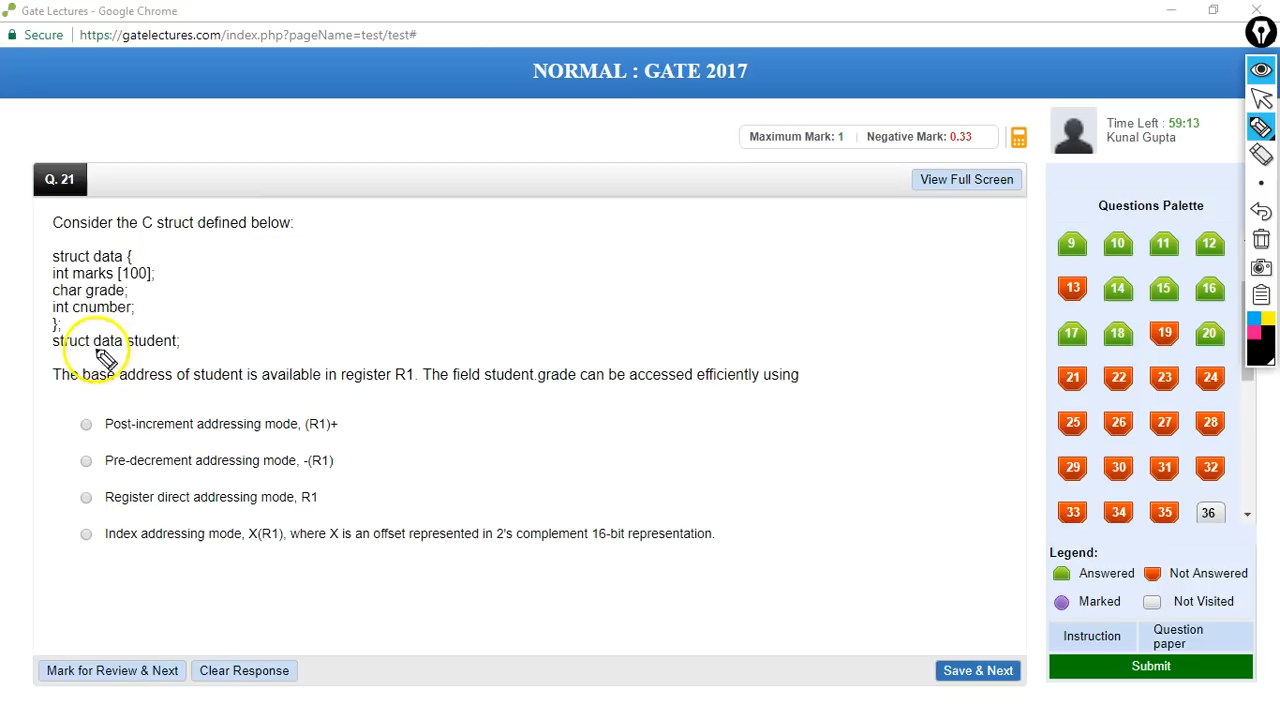 Gate Lectures - Google Chrome
Secure | https://gatelectures.com/index.php?pageName=test/test#
NORMAL : GATE 2017
Maximum Mark: 1 | Negative Mark: 0.33
Time Left : 59:13
Kunal Gupta
Q. 21
View Full Screen
Consider the C struct defined below:
struct data {
int marks [100];
char grade;
int cnumber;
};
struct data student;
The base address of student is available in register R1. The field student.grade can be accessed efficiently using
Post-increment addressing mode, (R1)+
Pre-decrement addressing mode, -(R1)
Register direct addressing mode, R1
Index addressing mode, X(R1), where X is an offset represented in 2's complement 16-bit representation.
Mark for Review & Next
Clear Response
Save & Next
Questions Palette
9 10 11 12
13 14 15 16
17 18 19 20
21 22 23 24
25 26 27 28
29 30 31 32
33 34 35 36
Legend:
Answered Not Answered
Marked Not Visited
Instruction
Question paper
Submit